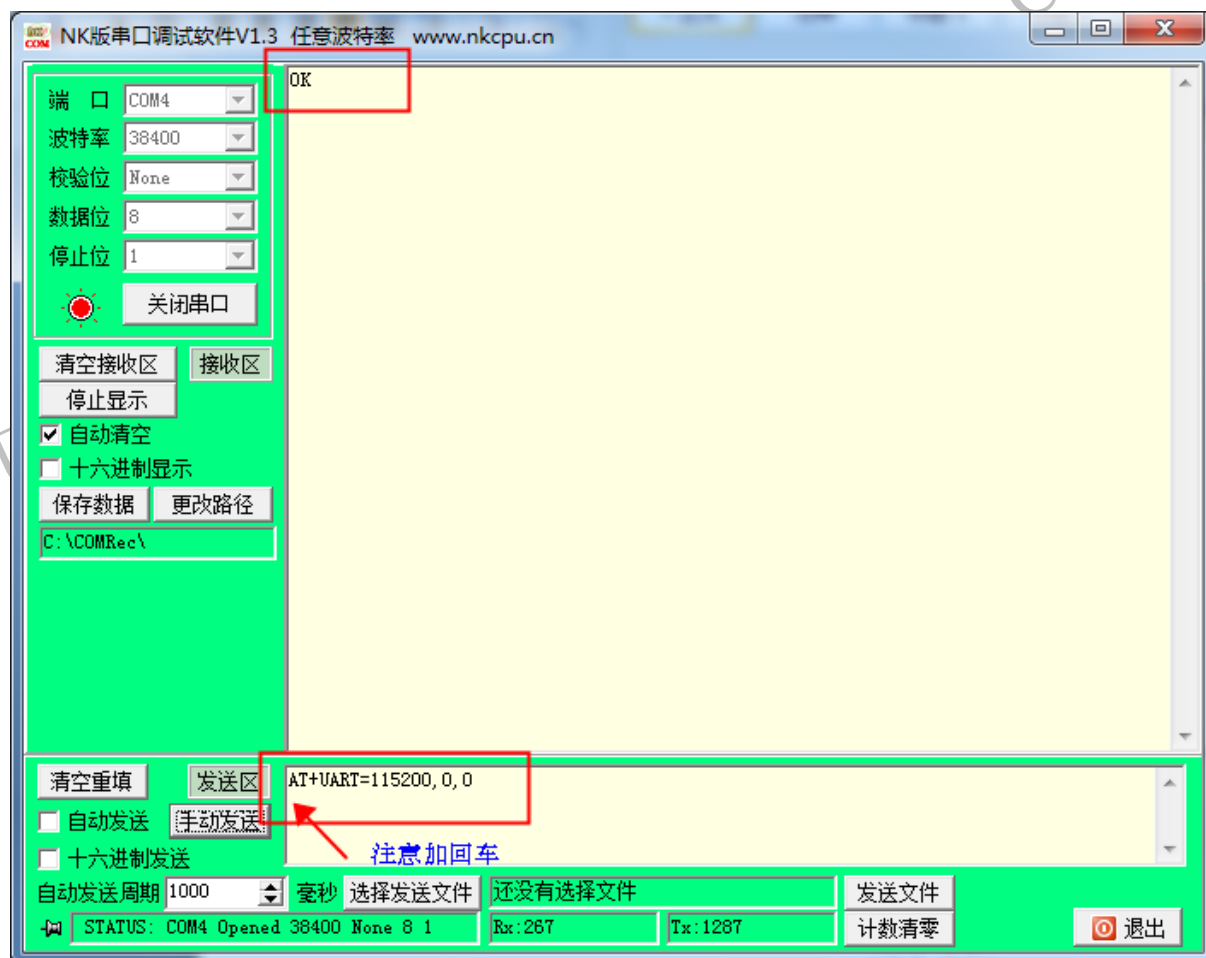 NK版串口调试软件V1.3 任意波特率 www.nkcpu.cn
端 口 COM4
波特率 38400
校验位 None
数据位 8
停止位 1
关闭串口
清空接收区 接收区
停止显示
自动清空
十六进制显示
保存数据 更改路径
C:\COMRec\
OK
清空重填 发送区
AT+UART=115200,0,0
自动发送 手动发送
注意加回车
十六进制发送
自动发送周期 1000 毫秒 选择发送文件 还没有选择文件 发送文件
STATUS: COM4 Opened 38400 None 8 1 Rx:267 Tx:1287 计数清零 退出